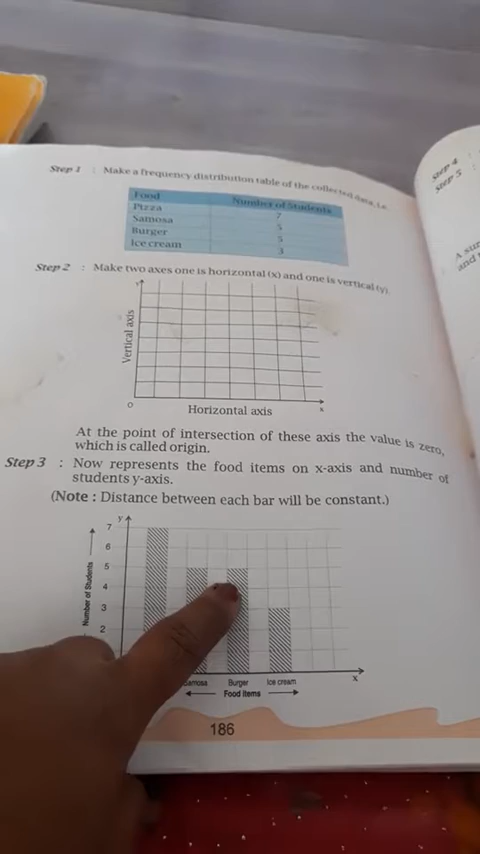 Step 1 : Make a frequency distribution table of the collected data, i.e.
Food Number of Students
Pizza 7
Samosa 5
Burger 5
Ice cream 3
Step 2 : Make two axes one is horizontal (x) and one is vertical (y).
y
Vertical axis
O
Horizontal axis
x
At the point of intersection of these axis the value is zero,
which is called origin.
Step 3 : Now represents the food items on x-axis and number of
students y-axis.
(Note : Distance between each bar will be constant.)
y
7
6
5
4
3
2
Number of Students
Samosa Burger Ice cream
x
Food items
186
Step 4 :
Step 5 :
A sur
and